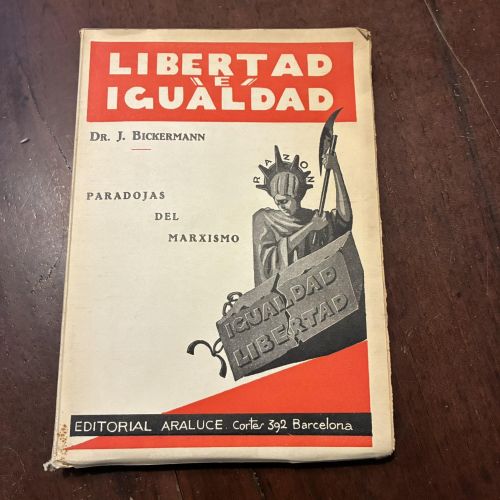 LIBERTAD
"E"
IGUALDAD
DR. J. BICKERMANN
PARADOJAS
DEL
MARXISMO
RAZON
IGUALDAD
LIBERTAD
EDITORIAL ARALUCE. Cortes 392 Barcelona